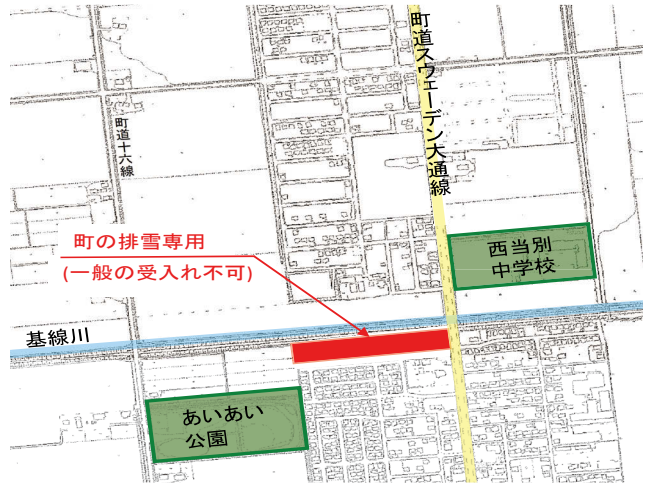 町道スウェーデン大通線
町道十六線
町の排雪専用
(一般の受入れ不可)
西当別
中学校
基線川
あいあい
公園